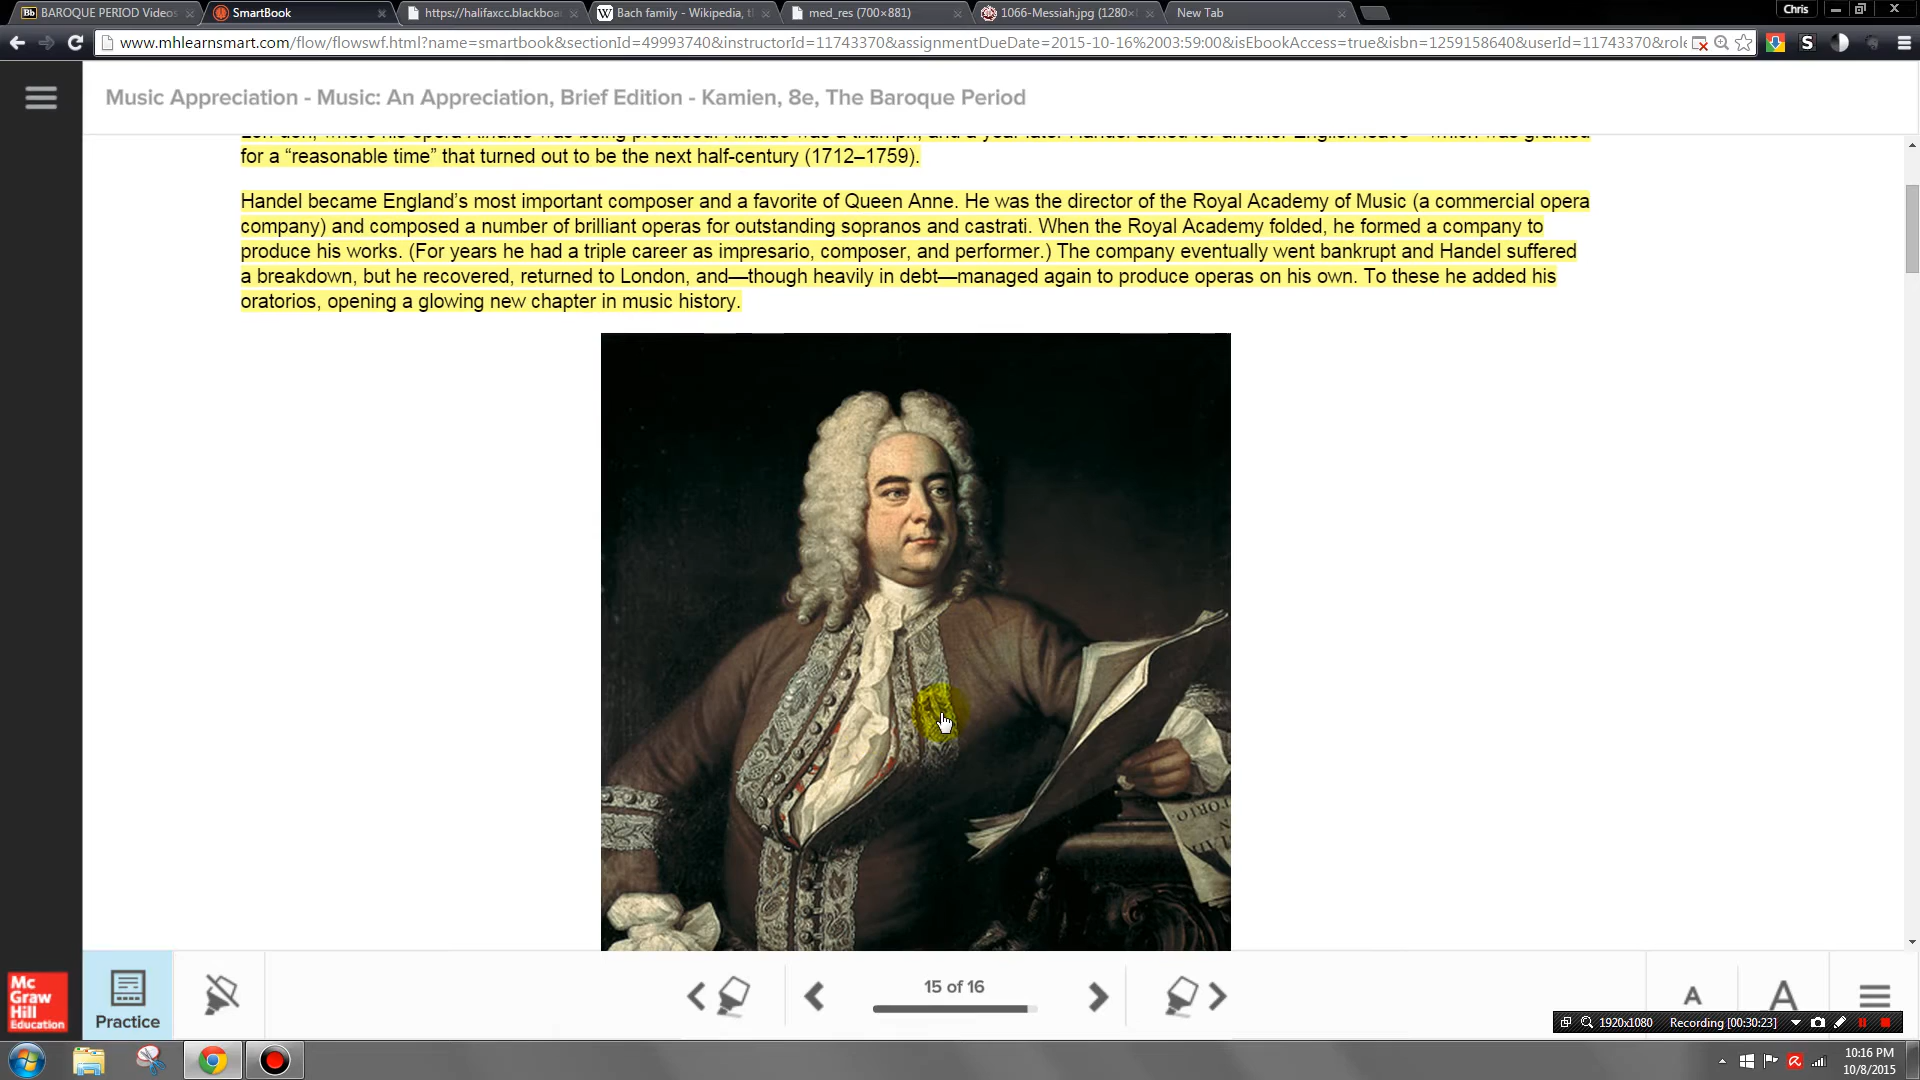 BAROQUE PERIOD Videos
SmartBook
https://halifaxcc.blackboa
Bach family - Wikipedia, t
med_res (700×881)
1066-Messiah.jpg (1280×
New Tab
Chris
www.mhlearnsmart.com/flow/flowswf.html?name=smartbook&sectionId=49993740&instructorId=11743370&assignmentDueDate=2015-10-16%2003:59:00&isEbookAccess=true&isbn=1259158640&userId=11743370&role
Music Appreciation - Music: An Appreciation, Brief Edition - Kamien, 8e, The Baroque Period
for a “reasonable time” that turned out to be the next half-century (1712–1759).
Handel became England’s most important composer and a favorite of Queen Anne. He was the director of the Royal Academy of Music (a commercial opera
company) and composed a number of brilliant operas for outstanding sopranos and castrati. When the Royal Academy folded, he formed a company to
produce his works. (For years he had a triple career as impresario, composer, and performer.) The company eventually went bankrupt and Handel suffered
a breakdown, but he recovered, returned to London, and—though heavily in debt—managed again to produce operas on his own. To these he added his
oratorios, opening a glowing new chapter in music history.
Mc
Graw
Hill
Education
Practice
15 of 16
A
A
1920x1080 Recording [00:30:23]
10:16 PM
10/8/2015